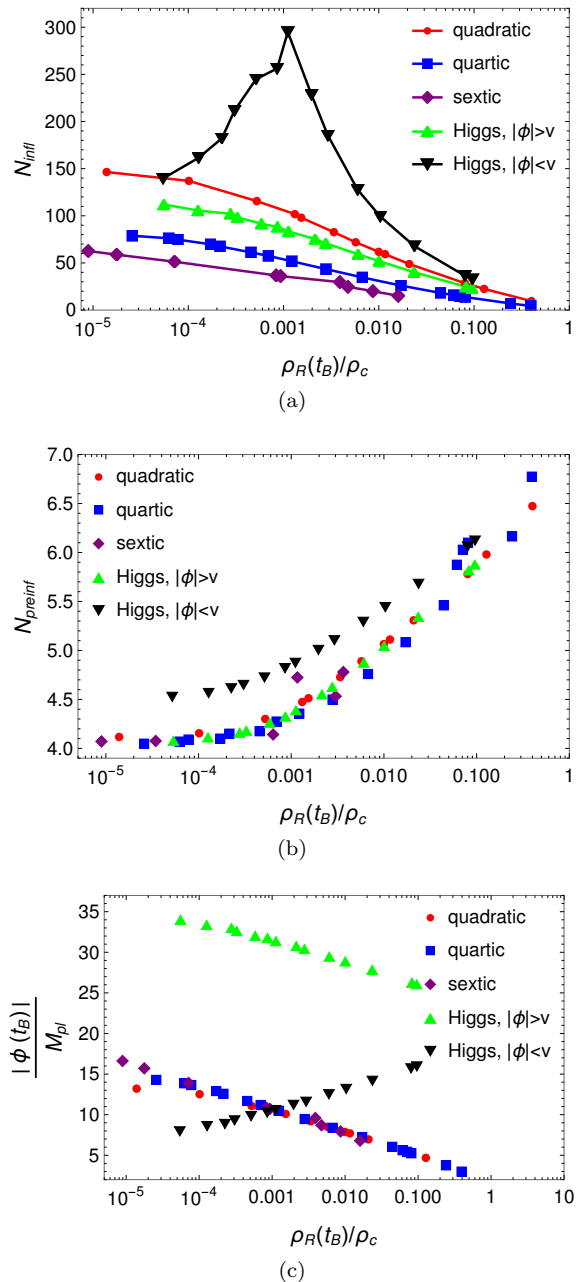 300
250
200
150
100
50
0
N_infl
quadratic
quartic
sextic
Higgs, |ϕ|>v
Higgs, |ϕ|<v
10⁻⁵ 10⁻⁴ 0.001 0.010 0.100 1
ρ_R(t_B)/ρ_c
(a)
7.0
6.5
6.0
5.5
5.0
4.5
4.0
N_preinf
quadratic
quartic
sextic
Higgs, |ϕ|>v
Higgs, |ϕ|<v
10⁻⁵ 10⁻⁴ 0.001 0.010 0.100 1
ρ_R(t_B)/ρ_c
(b)
35
30
25
20
15
10
5
|ϕ(t_B)|
M_pl
quadratic
quartic
sextic
Higgs, |ϕ|>v
Higgs, |ϕ|<v
10⁻⁵ 10⁻⁴ 0.001 0.010 0.100 1 10
ρ_R(t_B)/ρ_c
(c)